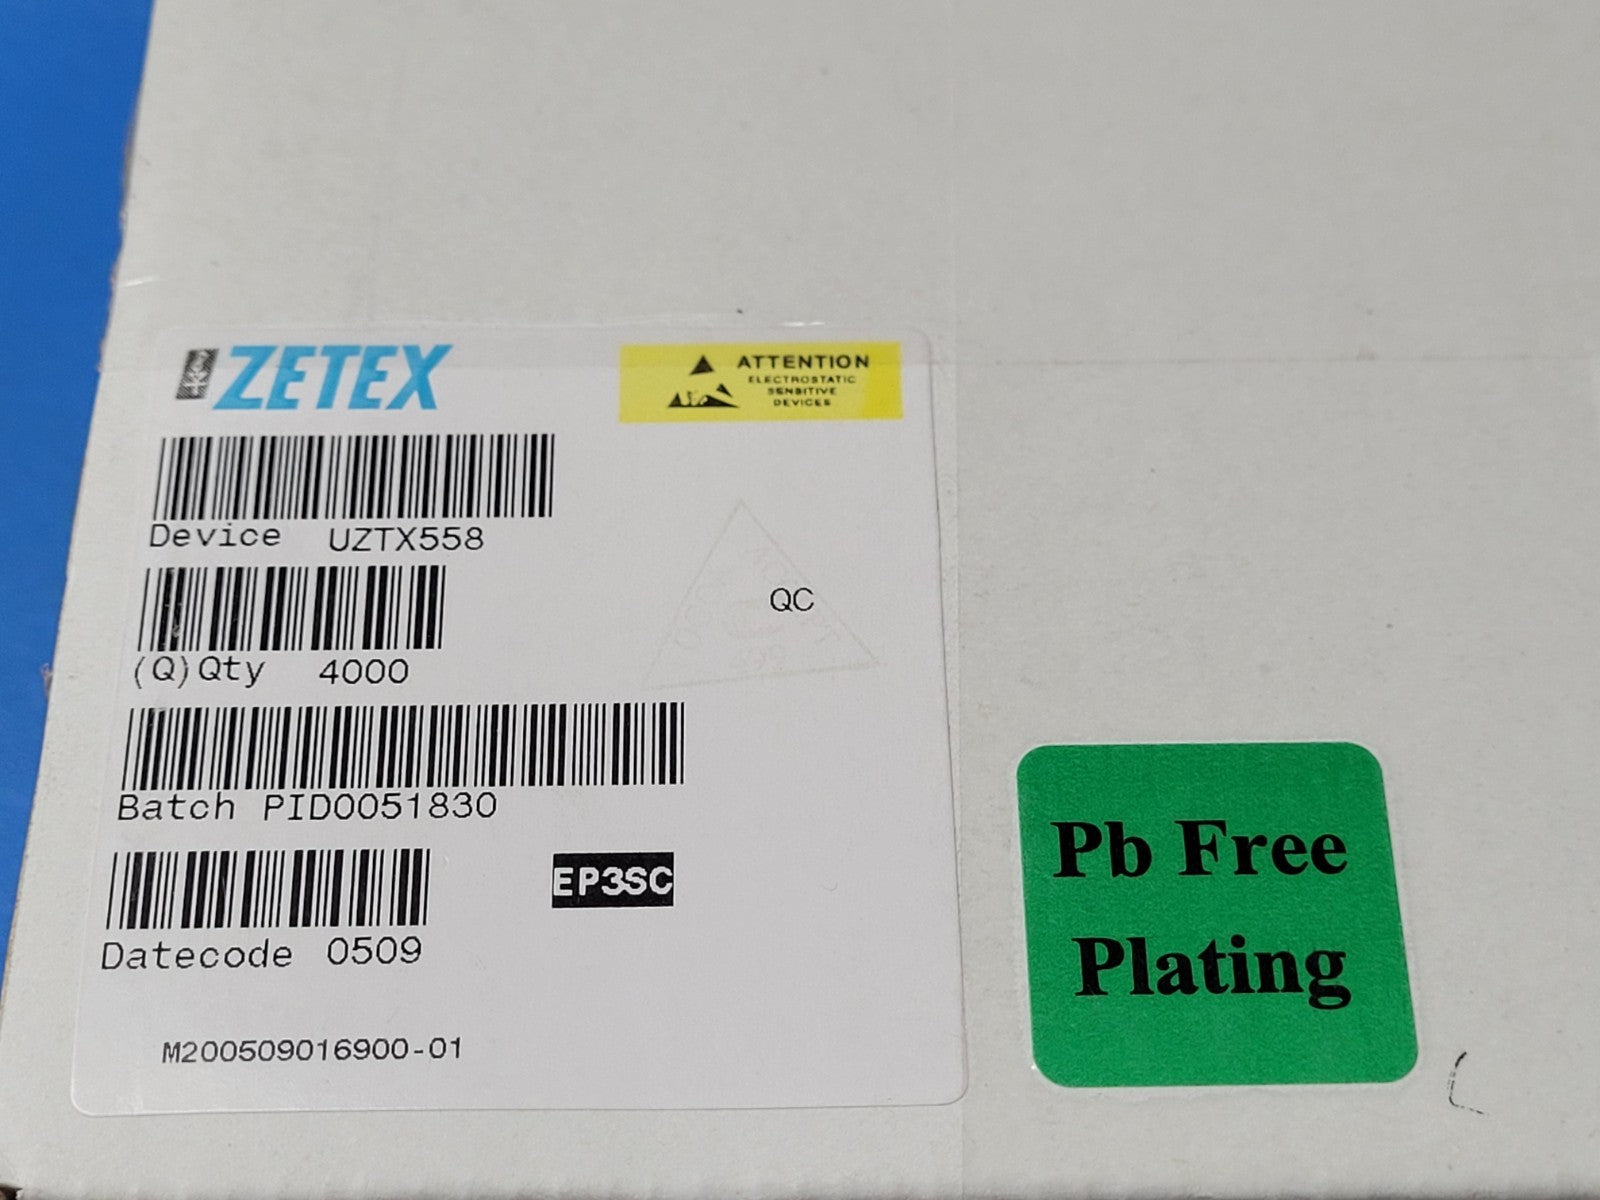 ZETEX
ATTENTION
ELECTROSTATIC
SENSITIVE
DEVICES
Device UZTX558
QC
(Q)Qty 4000
Batch PID0051830
EP3SC
Datecode 0509
M200509016900-01
Pb Free
Plating